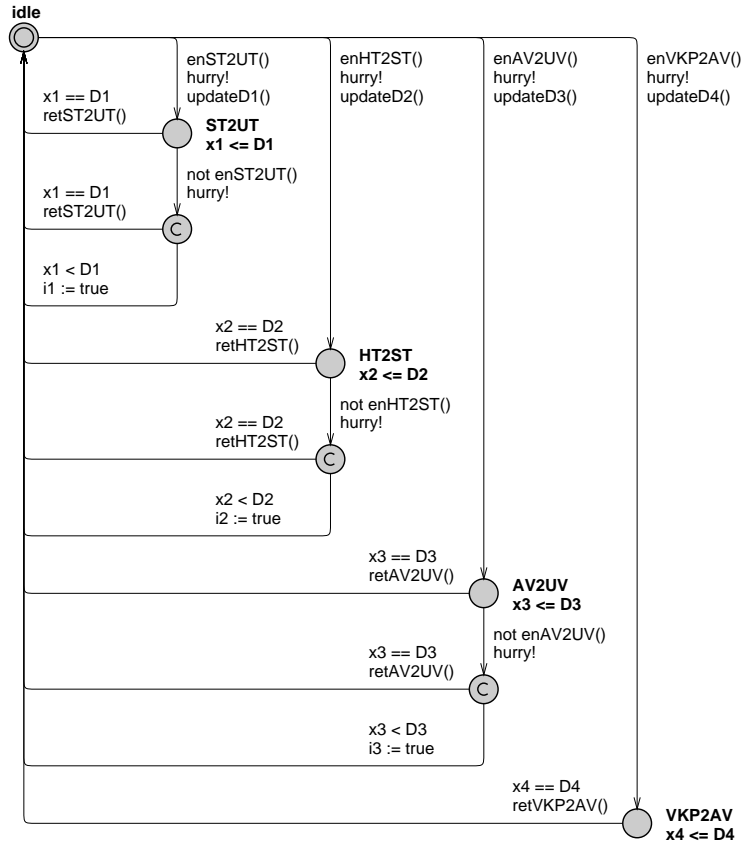 idle
enST2UT()
hurry!
updateD1()
enHT2ST()
hurry!
updateD2()
enAV2UV()
hurry!
updateD3()
enVKP2AV()
hurry!
updateD4()
x1 == D1
retST2UT()
ST2UT
x1 <= D1
not enST2UT()
hurry!
x1 == D1
retST2UT()
C
x1 < D1
i1 := true
x2 == D2
retHT2ST()
HT2ST
x2 <= D2
not enHT2ST()
hurry!
x2 == D2
retHT2ST()
C
x2 < D2
i2 := true
x3 == D3
retAV2UV()
AV2UV
x3 <= D3
not enAV2UV()
hurry!
x3 == D3
retAV2UV()
C
x3 < D3
i3 := true
x4 == D4
retVKP2AV()
VKP2AV
x4 <= D4